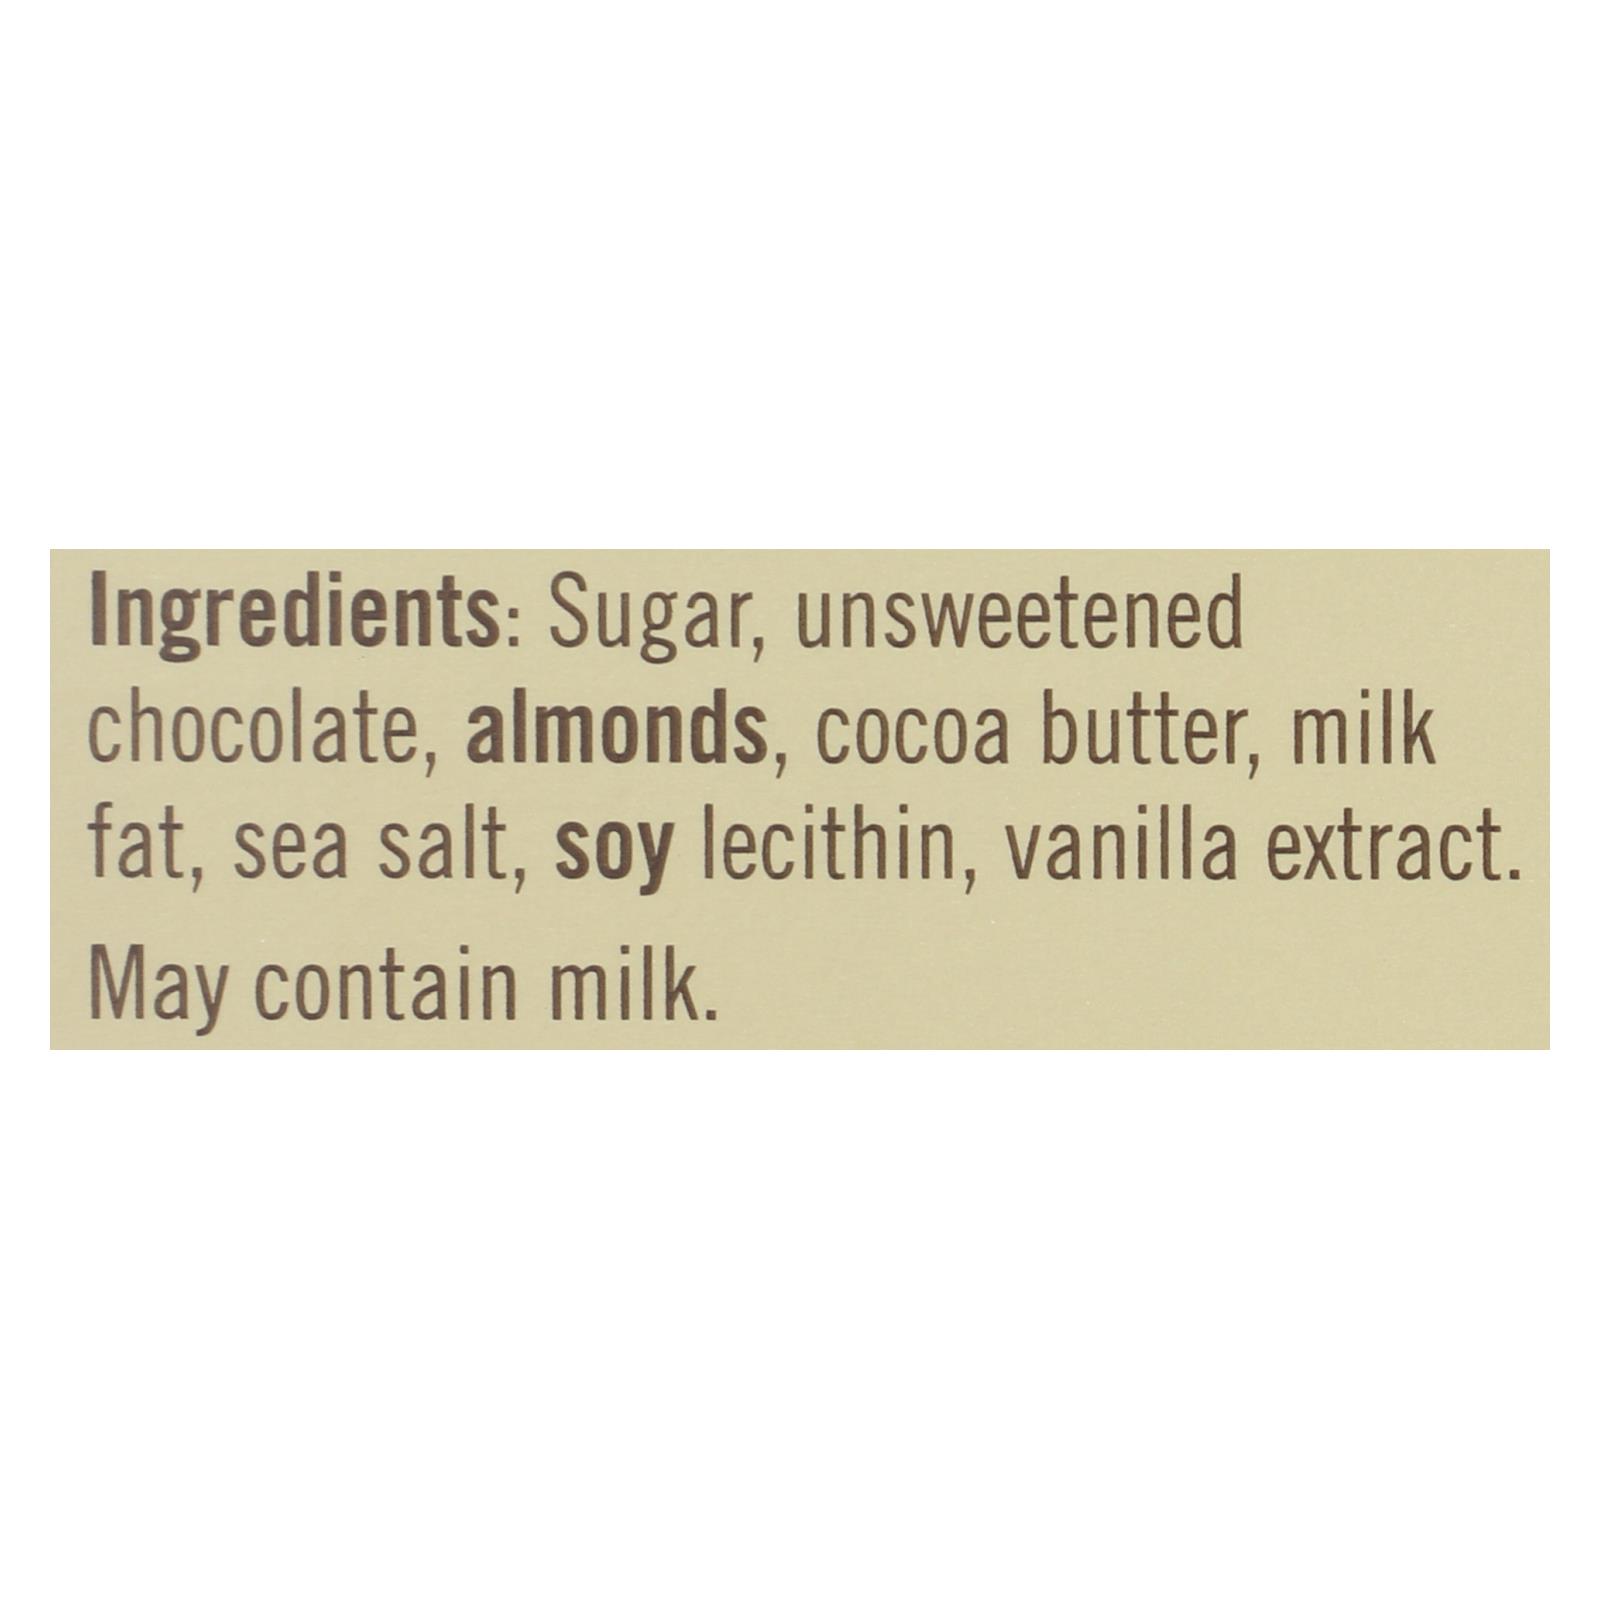 Ingredients: Sugar, unsweetened
chocolate, almonds, cocoa butter, milk
fat, sea salt, soy lecithin, vanilla extract.
May contain milk.